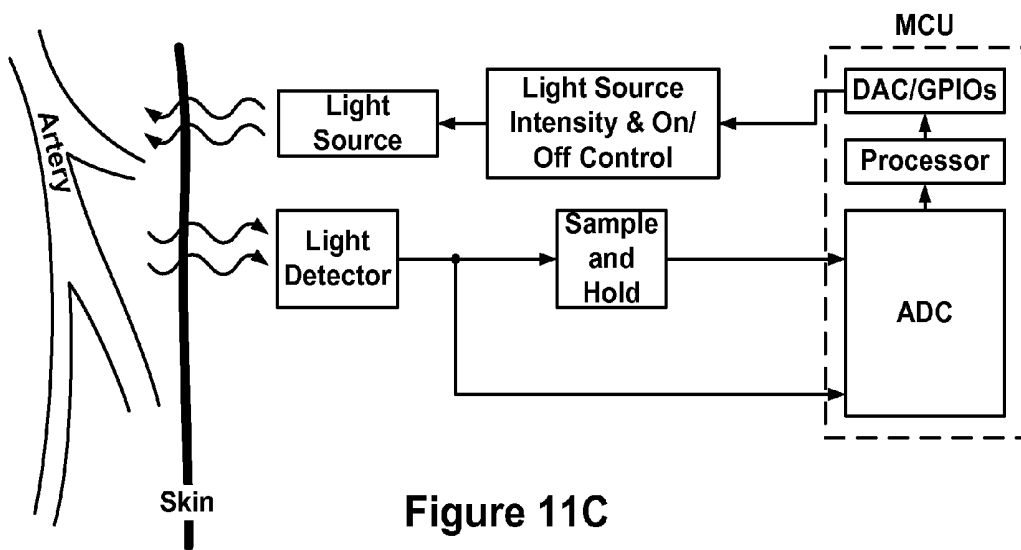 MCU
Light
Source
Light Source
Intensity & On/
Off Control
DAC/GPIOs
Processor
Artery
Light
Detector
Sample
and
Hold
ADC
Skin
Figure 11C